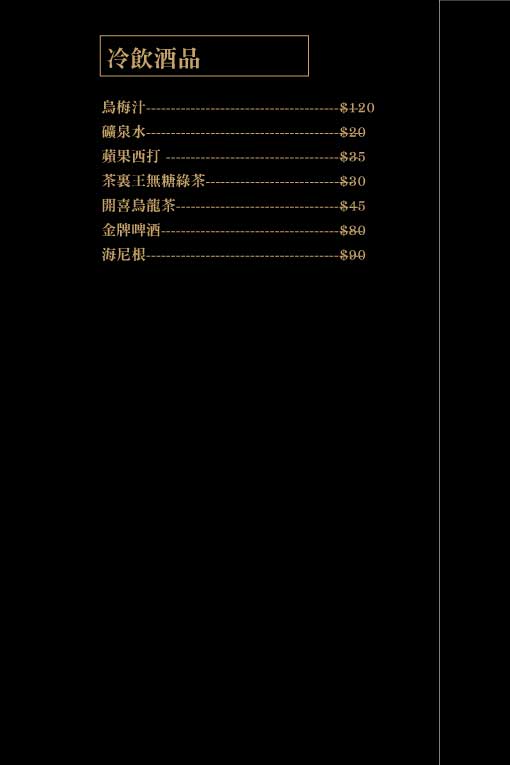 冷飲酒品
烏梅汁---------------------------------------$120
礦泉水---------------------------------------$20
蘋果西打 -----------------------------------$35
茶裏王無糖綠茶---------------------------$30
開喜烏龍茶---------------------------------$45
金牌啤酒------------------------------------$80
海尼根---------------------------------------$90